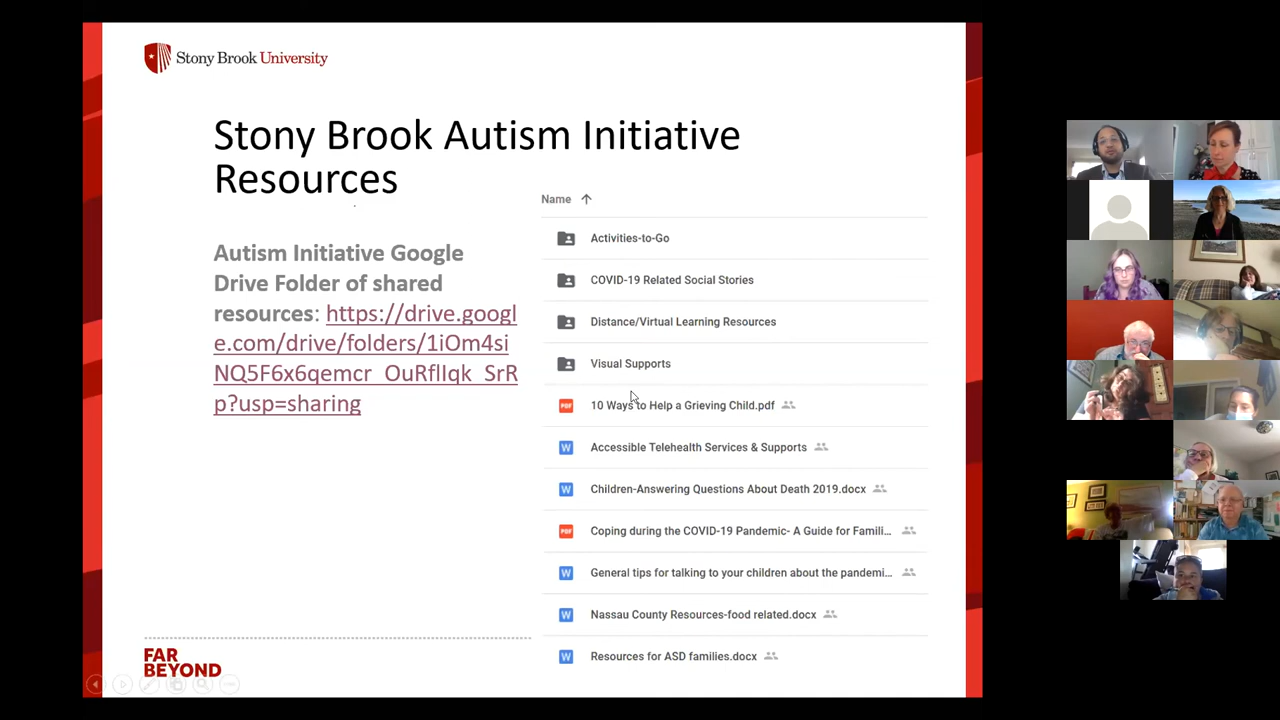 Stony Brook University
Stony Brook Autism Initiative
Resources
Autism Initiative Google
Drive Folder of shared
resources: https://drive.googl
e.com/drive/folders/1iOm4si
NQ5F6x6qemcr_OuRflIqk_SrR
p?usp=sharing
Name
Activities-to-Go
COVID-19 Related Social Stories
Distance/Virtual Learning Resources
Visual Supports
10 Ways to Help a Grieving Child.pdf
Accessible Telehealth Services & Supports
Children-Answering Questions About Death 2019.docx
Coping during the COVID-19 Pandemic- A Guide for Famili...
General tips for talking to your children about the pandemi...
Nassau County Resources-food related.docx
Resources for ASD families.docx
PDF
W
W
PDF
W
W
W
FAR
BEYOND